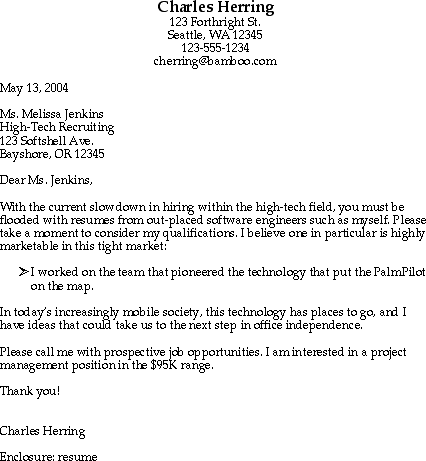 Charles Herring
123 Forthright St.
Seattle, WA 12345
123-555-1234
cherring@bamboo.com
May 13, 2004
Ms. Melissa Jenkins
High-Tech Recruiting
123 Softshell Ave.
Bayshore, OR 12345
Dear Ms. Jenkins,
With the current slowdown in hiring within the high-tech field, you must be
flooded with resumes from out-placed software engineers such as myself. Please
take a moment to consider my qualifications. I believe one in particular is highly
marketable in this tight market:
➢I worked on the team that pioneered the technology that put the PalmPilot
on the map.
In today's increasingly mobile society, this technology has places to go, and I
have ideas that could take us to the next step in office independence.
Please call me with prospective job opportunities. I am interested in a project
management position in the $95K range.
Thank you!
Charles Herring
Enclosure: resume